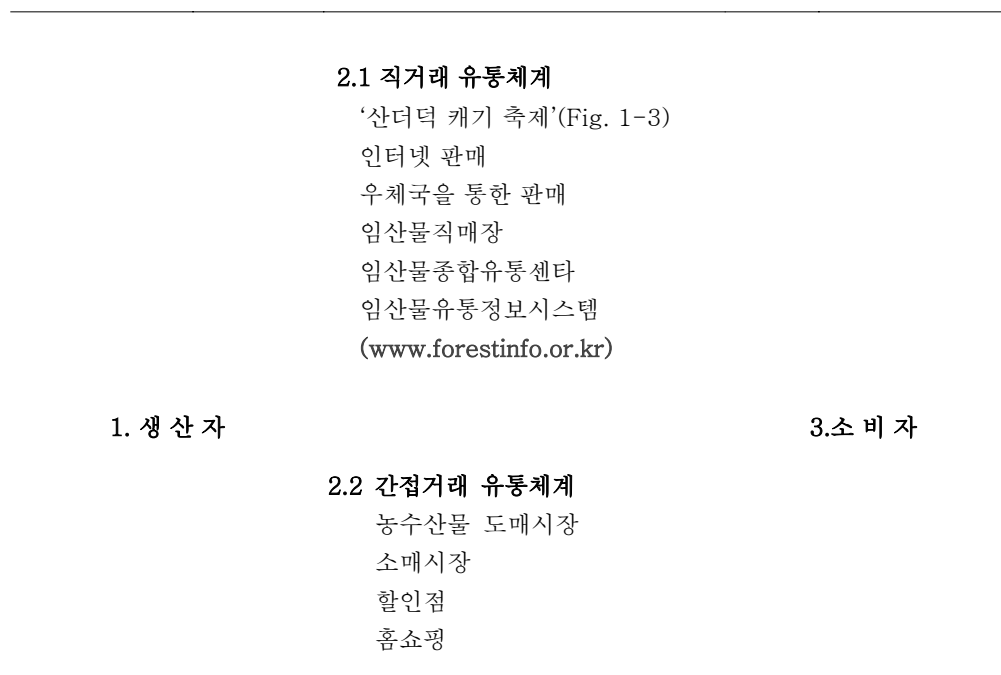 2.1 직거래 유통체계
‘산더덕 캐기 축제’(Fig. 1-3)
인터넷 판매
우체국을 통한 판매
임산물직매장
임산물종합유통센타
임산물유통정보시스템
(www.forestinfo.or.kr)
1. 생 산 자
3.소 비 자
2.2 간접거래 유통체계
농수산물 도매시장
소매시장
할인점
홈쇼핑